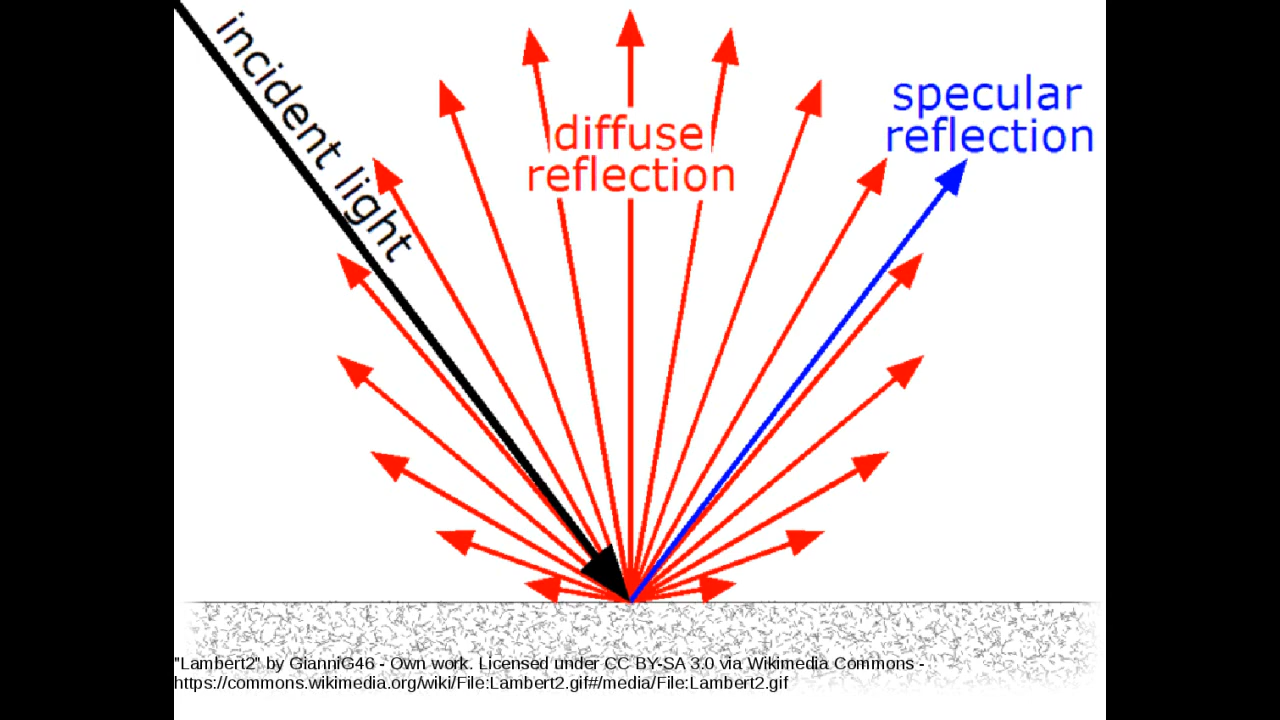 incident light
diffuse
reflection
specular
reflection
"Lambert2" by GianniG46 - Own work. Licensed under CC BY-SA 3.0 via Wikimedia Commons -
https://commons.wikimedia.org/wiki/File:Lambert2.gif#/media/File:Lambert2.gif